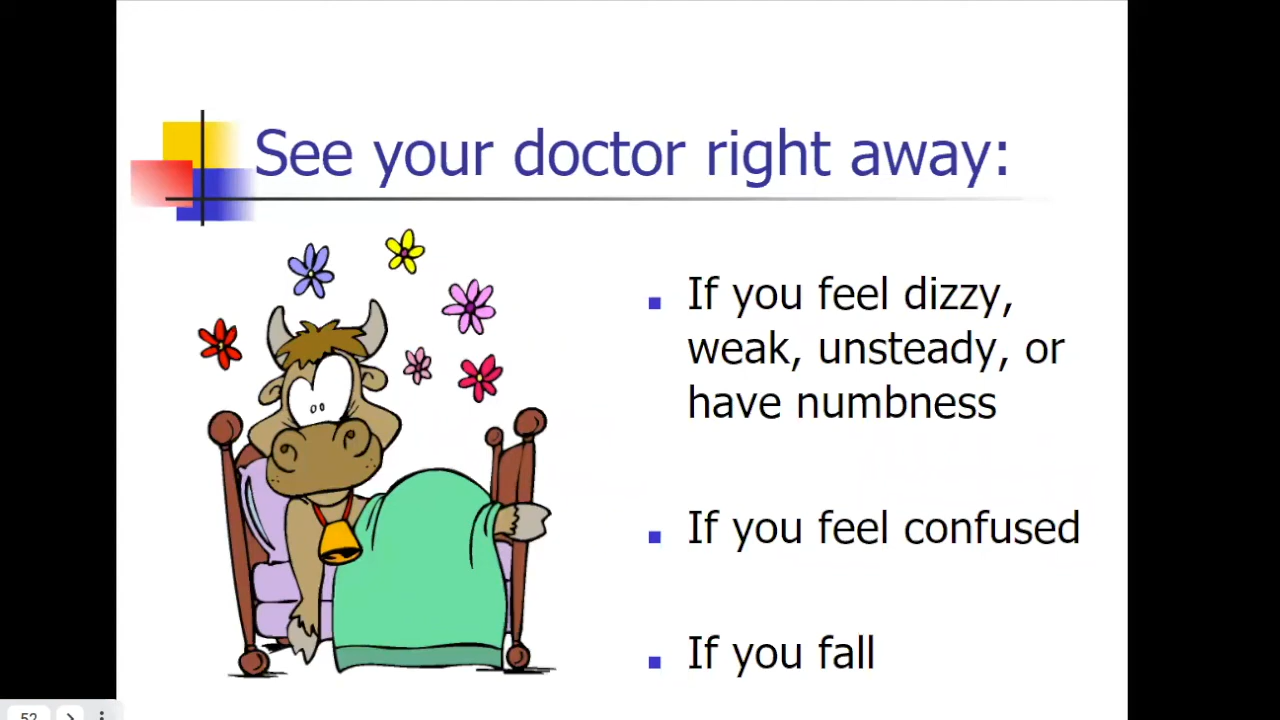 See your doctor right away:
If you feel dizzy,
weak, unsteady, or
have numbness
If you feel confused
If you fall
52